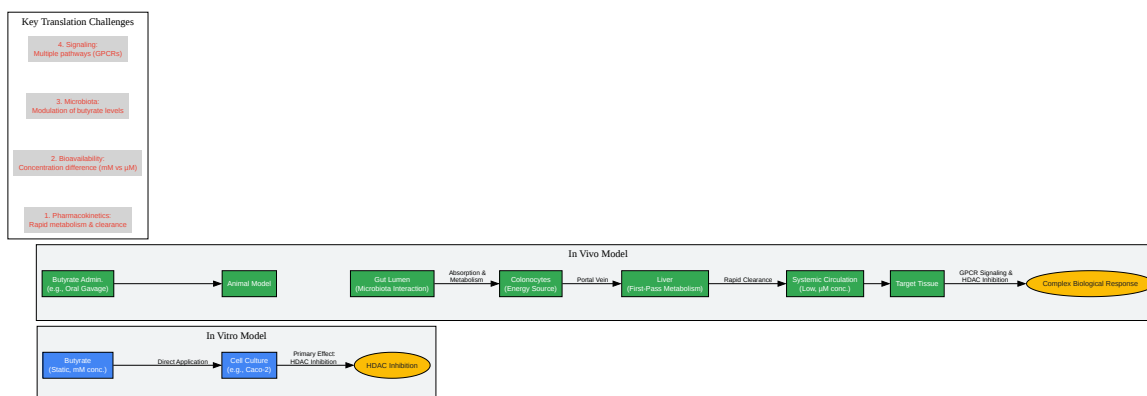 Key Translation Challenges
4. Signaling:
Multiple pathways (GPCRs)
3. Microbiota:
Modulation of butyrate levels
2. Bioavailability:
Concentration difference (mM vs μM)
1. Pharmacokinetics:
Rapid metabolism & clearance
In Vivo Model
Butyrate Admin.
(e.g., Oral Gavage)
Animal Model
Gut Lumen
(Microbiota Interaction)
Absorption &
Metabolism
Colonocytes
(Energy Source)
Portal Vein
Liver
(First-Pass Metabolism)
Rapid Clearance
Systemic Circulation
(Low, μM conc.)
Target Tissue
GPCR Signaling &
HDAC Inhibition
Complex Biological Response
In Vitro Model
Butyrate
(Static, mM conc.)
Direct Application
Cell Culture
(e.g., Caco-2)
Primary Effect:
HDAC Inhibition
HDAC Inhibition